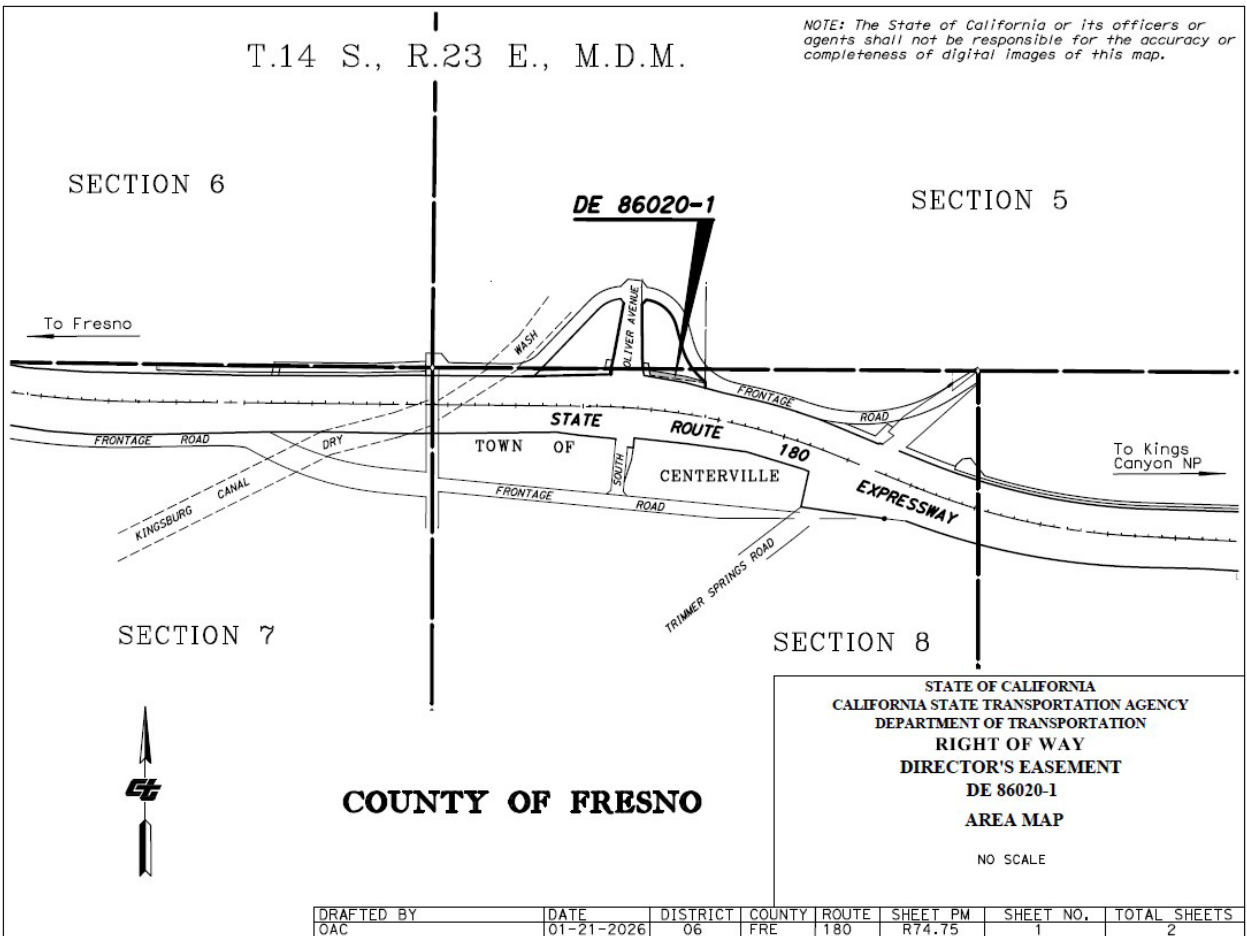 NOTE: The State of California or its officers or
agents shall not be responsible for the accuracy or
completeness of digital images of this map.
T.14 S., R.23 E., M.D.M.
SECTION 6
SECTION 5
DE 86020-1
To Fresno
WASH
OLIVER AVENUE
FRONTAGE ROAD
STATE ROUTE 180 EXPRESSWAY
To Kings
Canyon NP
FRONTAGE ROAD
DRY
TOWN OF
CENTERVILLE
SOUTH
KINGSBURG CANAL
FRONTAGE ROAD
TRIMMER SPRINGS ROAD
SECTION 7
SECTION 8
Ct
COUNTY OF FRESNO
STATE OF CALIFORNIA
CALIFORNIA STATE TRANSPORTATION AGENCY
DEPARTMENT OF TRANSPORTATION
RIGHT OF WAY
DIRECTOR'S EASEMENT
DE 86020-1
AREA MAP
NO SCALE
DRAFTED BY DATE DISTRICT COUNTY ROUTE SHEET PM SHEET NO. TOTAL SHEETS
OAC 01-21-2026 06 FRE 180 R74.75 1 2